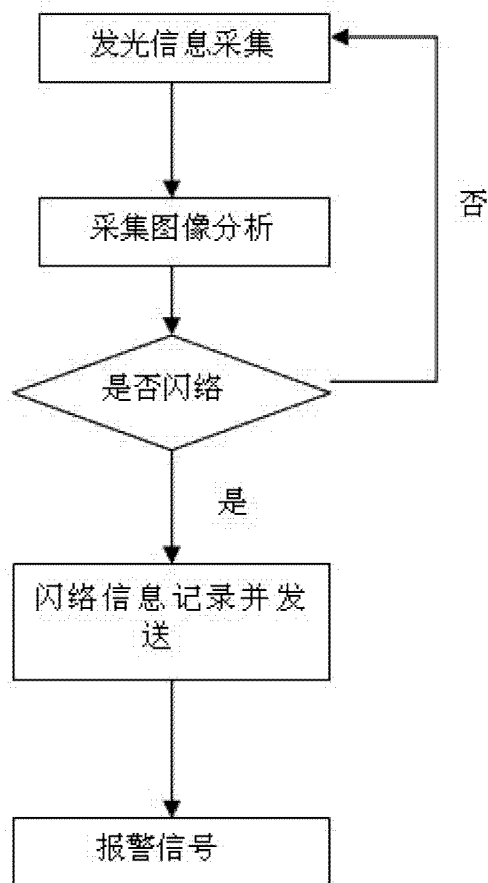 发光信息采集
否
采集图像分析
是否闪络
是
闪络信息记录并发
送
报警信号